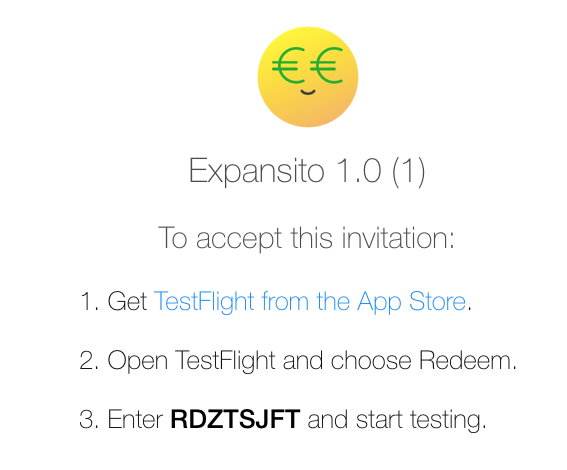 €€
Expansito 1.0 (1)
To accept this invitation:
1. Get TestFlight from the App Store.
2. Open TestFlight and choose Redeem.
3. Enter RDZTSJFT and start testing.